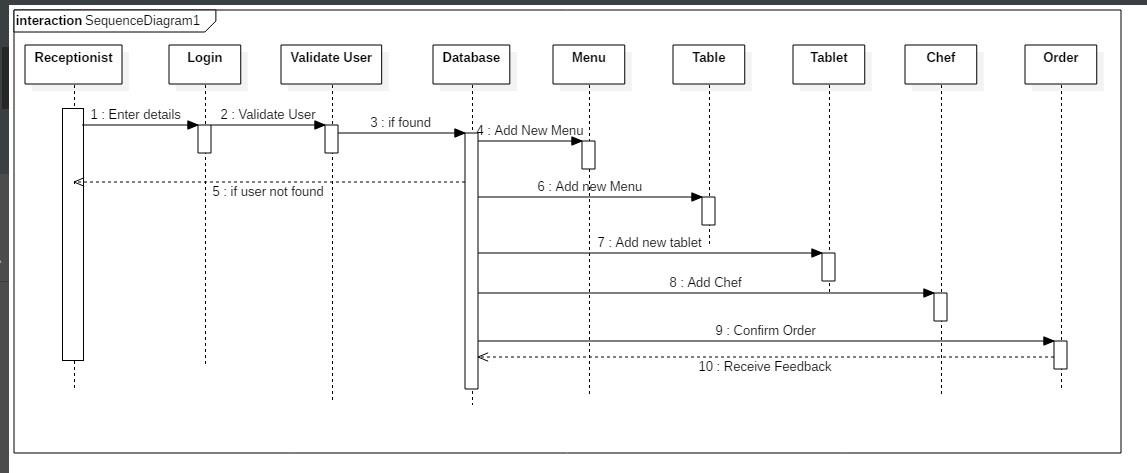 interaction SequenceDiagram1
Receptionist
Login
Validate User
Database
Menu
Table
Tablet
Chef
Order
1 : Enter details
2 : Validate User
3 : if found
4 : Add New Menu
5 : if user not found
6 : Add new Menu
7 : Add new tablet
8 : Add Chef
9 : Confirm Order
10 : Receive Feedback